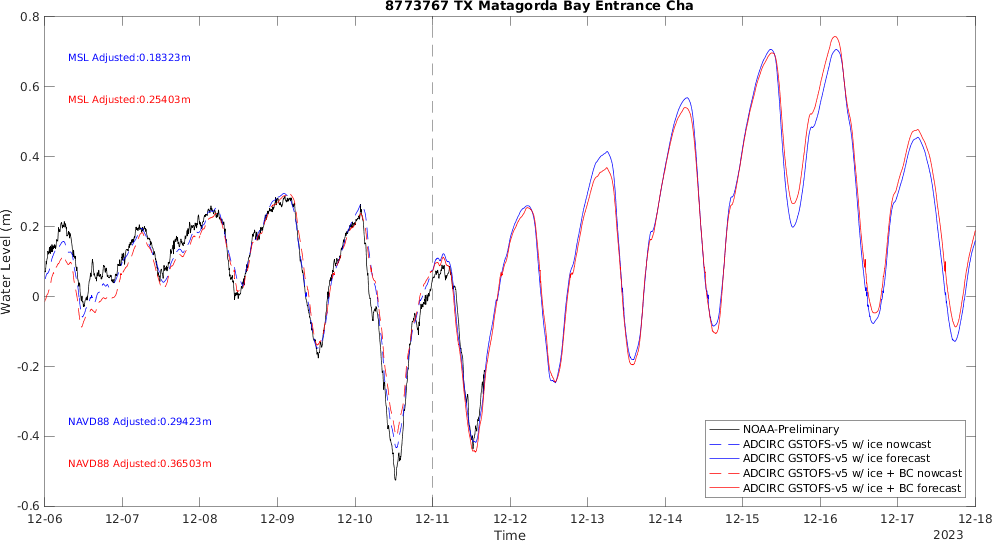 8773767 TX Matagorda Bay Entrance Cha
0.8
0.6
0.4
0.2
0
-0.2
-0.4
-0.6
Water Level (m)
MSL Adjusted:0.18323m
MSL Adjusted:0.25403m
NAVD88 Adjusted:0.29423m
NAVD88 Adjusted:0.36503m
NOAA-Preliminary
ADCIRC GSTOFS-v5 w/ ice nowcast
ADCIRC GSTOFS-v5 w/ ice forecast
ADCIRC GSTOFS-v5 w/ ice + BC nowcast
ADCIRC GSTOFS-v5 w/ ice + BC forecast
12-06 12-07 12-08 12-09 12-10 12-11 12-12 12-13 12-14 12-15 12-16 12-17 12-18
Time
2023